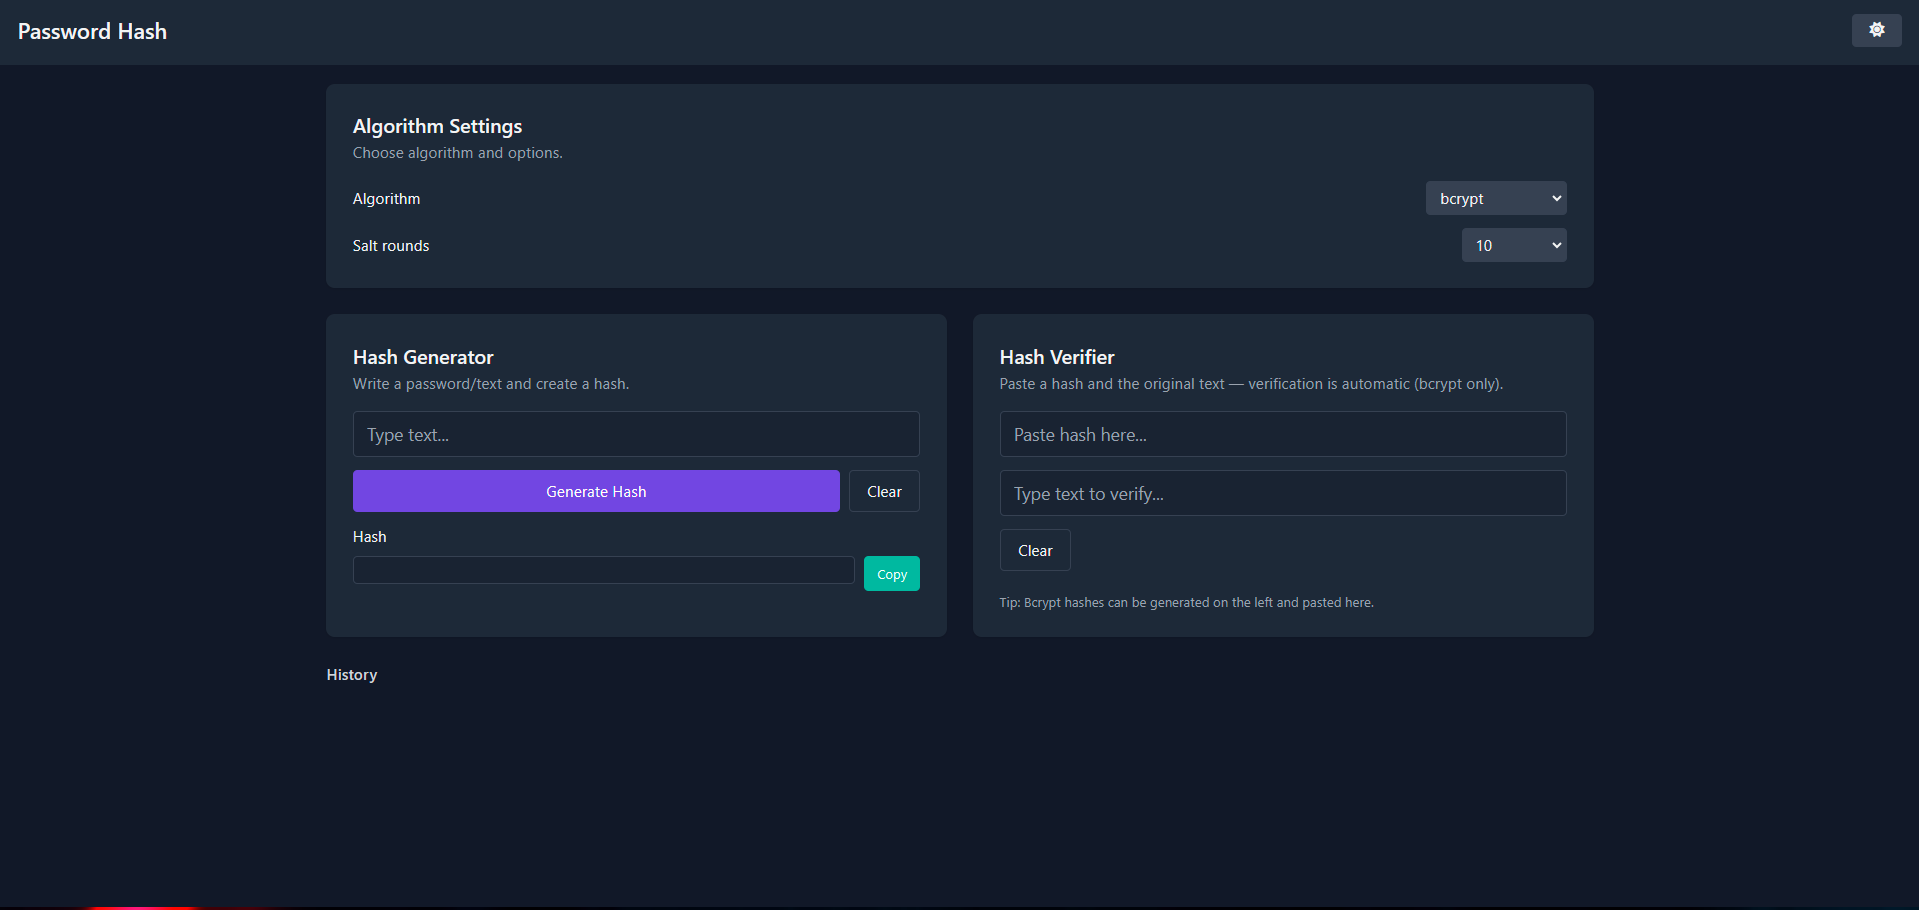 Password Hash
Algorithm Settings
Choose algorithm and options.
Algorithm
bcrypt
Salt rounds
10
Hash Generator
Write a password/text and create a hash.
Type text...
Generate Hash
Clear
Hash
Copy
Hash Verifier
Paste a hash and the original text — verification is automatic (bcrypt only).
Paste hash here...
Type text to verify...
Clear
Tip: Bcrypt hashes can be generated on the left and pasted here.
History